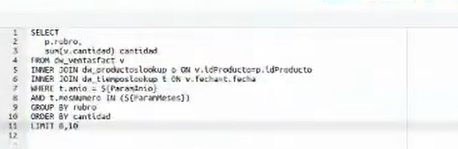 1 SELECT
2 p.rubro,
3 sum(v.cantidad) cantidad
4 FROM dw_ventasfact v
5 INNER JOIN dw_productoslookup p ON v.idProducto=p.idProducto
6 INNER JOIN dw_tiemposlookup t ON v.fecha=t.fecha
7 WHERE t.anio = ${ParamAnio}
8 AND t.mesNumero IN (${ParamMeses})
9 GROUP BY rubro
10 ORDER BY cantidad
11 LIMIT 0,10
12